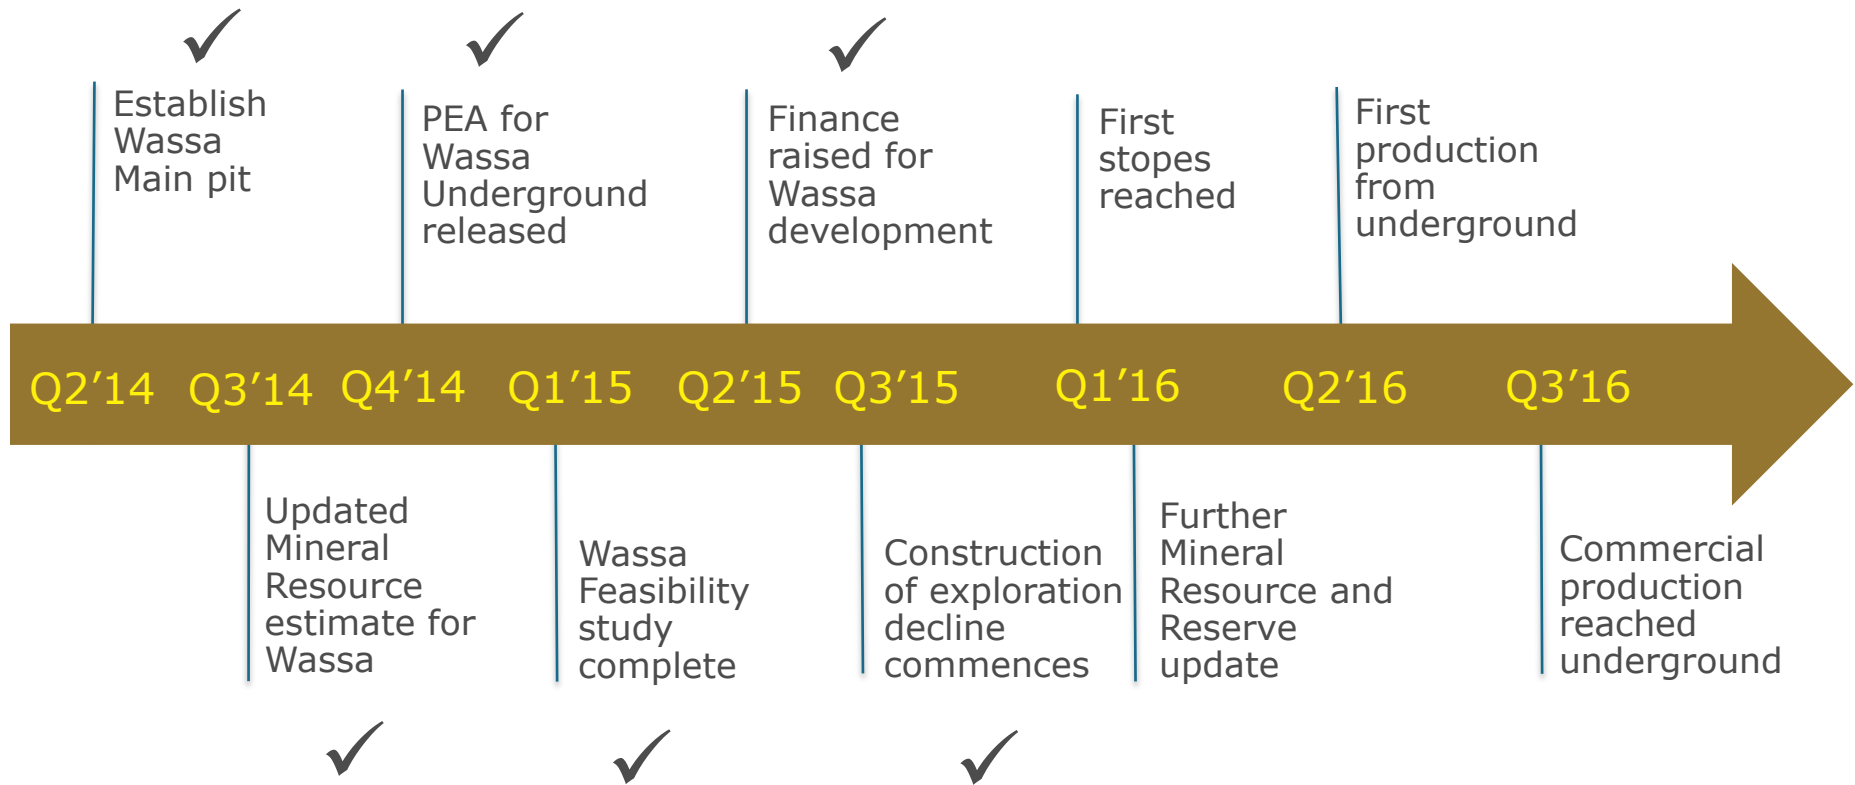 Establish
Wassa
Main pit
PEA for
Wassa
Underground
released
Finance
raised for
Wassa
development
First
stopes
reached
First
production
from
underground
Q2’14 Q3’14 Q4’14 Q1’15 Q2’15 Q3’15 Q1’16 Q2’16 Q3’16
Updated
Mineral
Resource
estimate for
Wassa
Wassa
Feasibility
study
complete
Construction
of exploration
decline
commences
Further
Mineral
Resource and
Reserve
update
Commercial
production
reached
underground